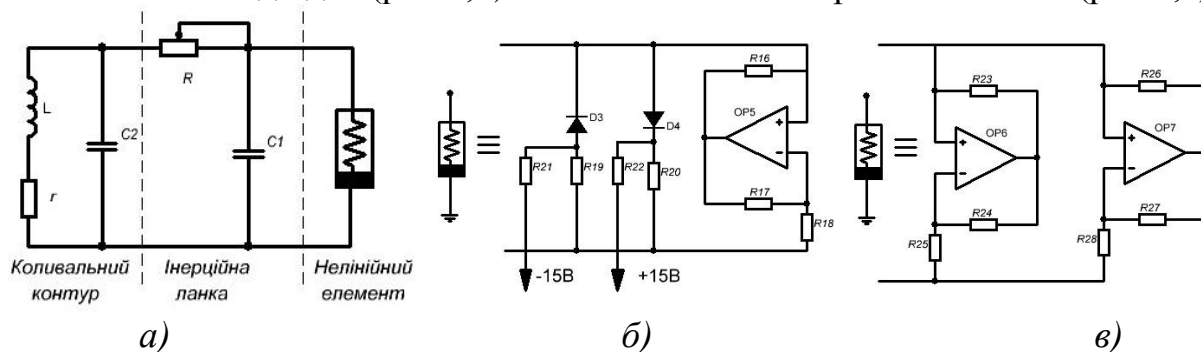 R
L
C2
C1
r
Коливальний
контур
Інерційна
ланка
Нелінійний
елемент
а)
R16
D3
D4
OP5
R21
R19
R22
R20
R17
R18
-15В
+15В
б)
R23
R26
OP6
OP7
R24
R27
R25
R28
в)